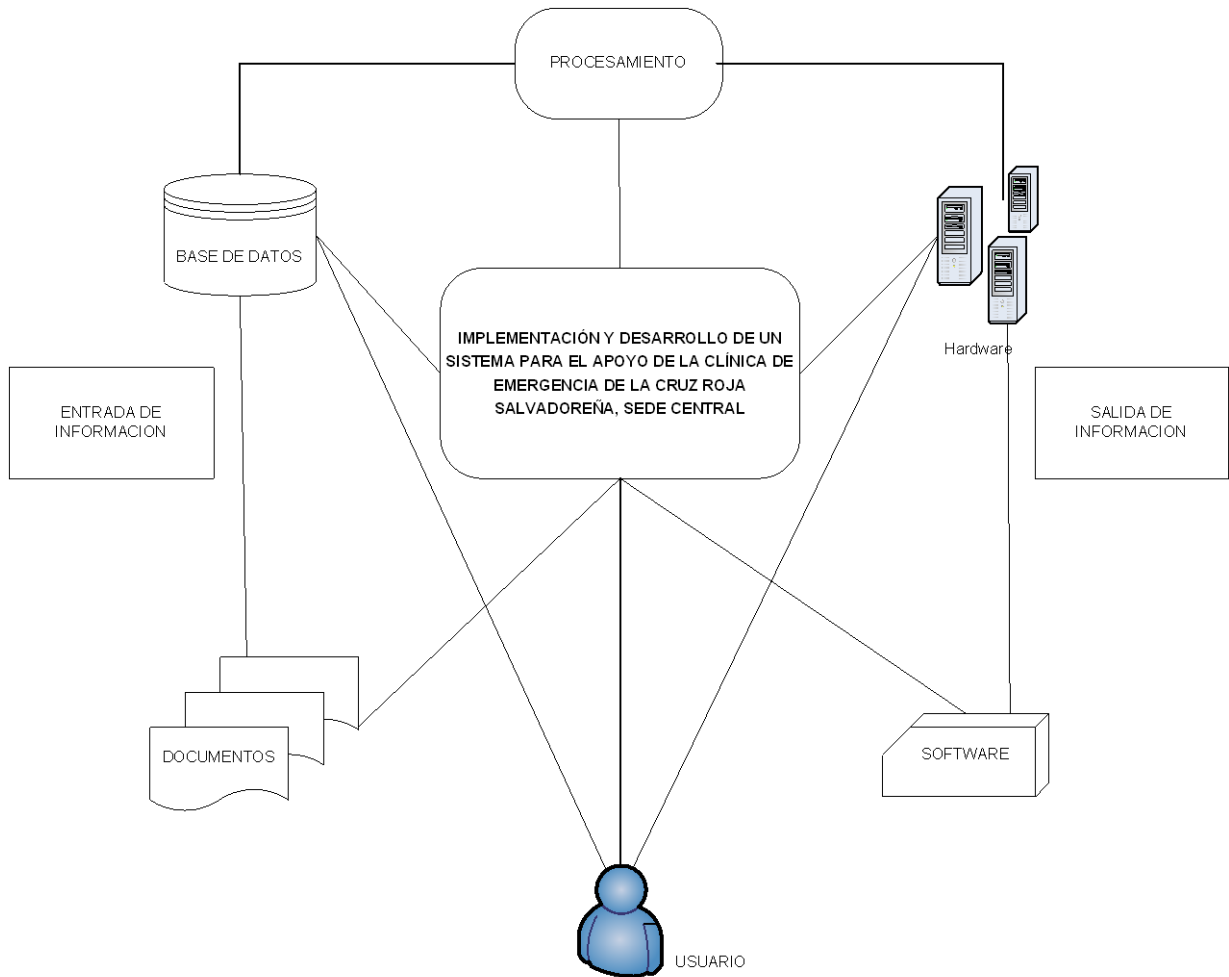 PROCESAMIENTO
BASE DE DATOS
Hardware
IMPLEMENTACIÓN Y DESARROLLO DE UN
SISTEMA PARA EL APOYO DE LA CLÍNICA DE
EMERGENCIA DE LA CRUZ ROJA
SALVADOREÑA, SEDE CENTRAL
ENTRADA DE
INFORMACION
SALIDA DE
INFORMACION
DOCUMENTOS
SOFTWARE
USUARIO